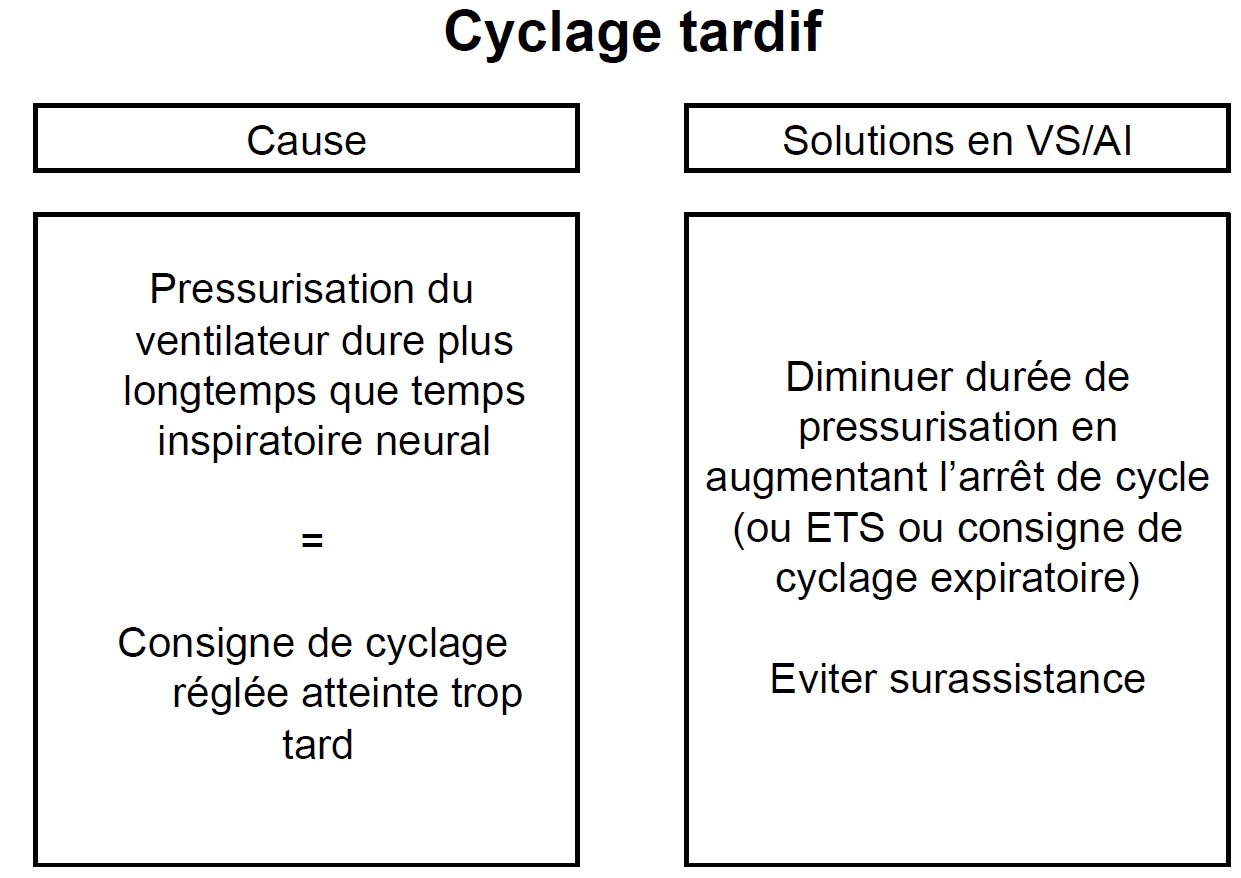 Cyclage tardif
Cause
Pressurisation du
ventilateur dure plus
longtemps que temps
inspiratoire neural
=
Consigne de cyclage
réglée atteinte trop
tard
Solutions en VS/AI
Diminuer durée de
pressurisation en
augmentant l’arrêt de cycle
(ou ETS ou consigne de
cyclage expiratoire)
Eviter surassistance